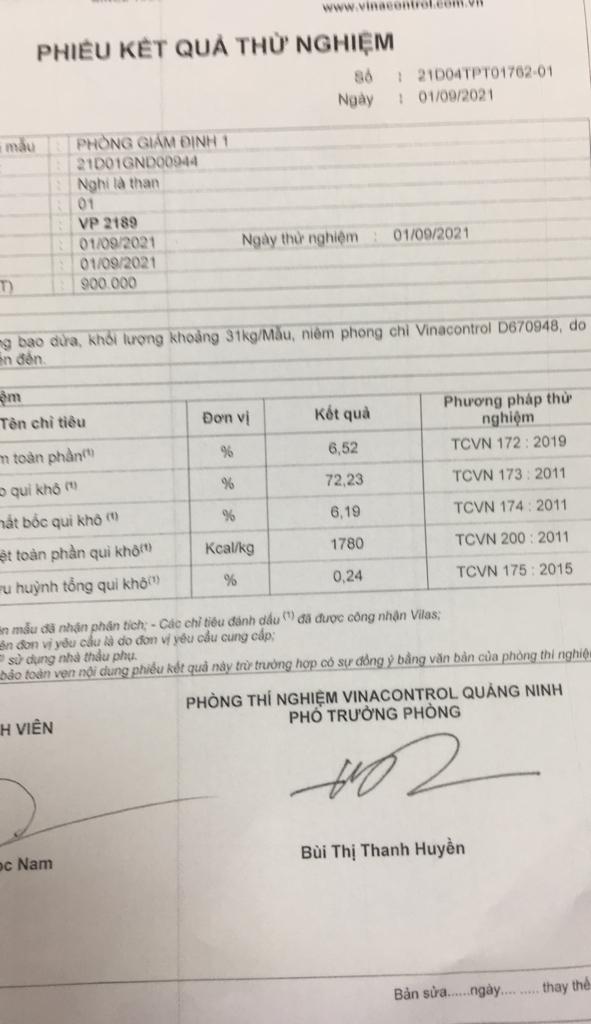 www.vinacontrol.com.vn
PHIẾU KẾT QUẢ THỬ NGHIỆM
Số : 21D04TPT01762-01
Ngày : 01/09/2021
mẫu : PHÒNG GIÁM ĐỊNH 1
: 21D01GND00944
: Nghi là than
: 01
: VP 2189
: 01/09/2021 Ngày thử nghiệm : 01/09/2021
: 01/09/2021
T) : 900.000
ng bao dứa, khối lượng khoảng 31kg/Mẫu, niêm phong chì Vinacontrol D670948, do
ến đến.
ệm
Tên chỉ tiêu Đơn vị Kết quả Phương pháp thử nghiệm
m toàn phần(1) % 6,52 TCVN 172 : 2019
o qui khô (1) % 72,23 TCVN 173 : 2011
hất bốc qui khô (1) % 6,19 TCVN 174 : 2011
ệt toàn phần qui khô(1) Kcal/kg 1780 TCVN 200 : 2011
ưu huỳnh tổng qui khô(1) % 0,24 TCVN 175 : 2015
ên mẫu đã nhận phân tích; - Các chỉ tiêu đánh dấu (1) đã được công nhận Vilas;
ên đơn vị yêu cầu là do đơn vị yêu cầu cung cấp;
sử dụng nhà thầu phụ.
bảo toàn vẹn nội dung phiếu kết quả này trừ trường hợp có sự đồng ý bằng văn bản của phòng thí nghiệ
PHÒNG THÍ NGHIỆM VINACONTROL QUẢNG NINH
H VIÊN PHÓ TRƯỞNG PHÒNG
ọc Nam Bùi Thị Thanh Huyền
Bản sửa......ngày.... ..... thay thế